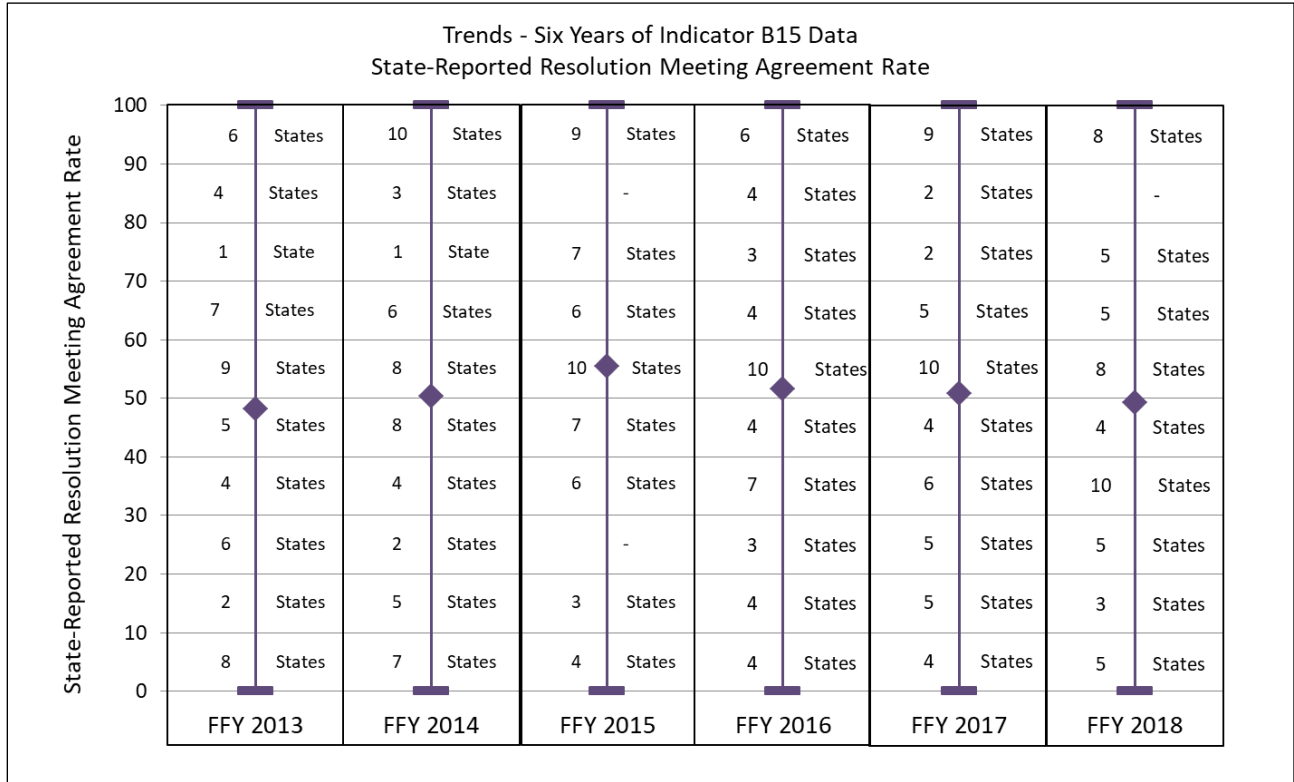 Trends - Six Years of Indicator B15 Data
State-Reported Resolution Meeting Agreement Rate
State-Reported Resolution Meeting Agreement Rate
100
6 States 10 States 9 States 6 States 9 States 8 States
90
4 States 3 States - 4 States 2 States -
80
1 State 1 State 7 States 3 States 2 States 5 States
70
7 States 6 States 6 States 4 States 5 States 5 States
60
9 States 8 States 10 States 10 States 10 States 8 States
50
5 States 8 States 7 States 4 States 4 States 4 States
40
4 States 4 States 6 States 7 States 6 States 10 States
30
6 States 2 States - 3 States 5 States 5 States
20
2 States 5 States 3 States 4 States 5 States 3 States
10
8 States 7 States 4 States 4 States 4 States 5 States
0
FFY 2013 FFY 2014 FFY 2015 FFY 2016 FFY 2017 FFY 2018